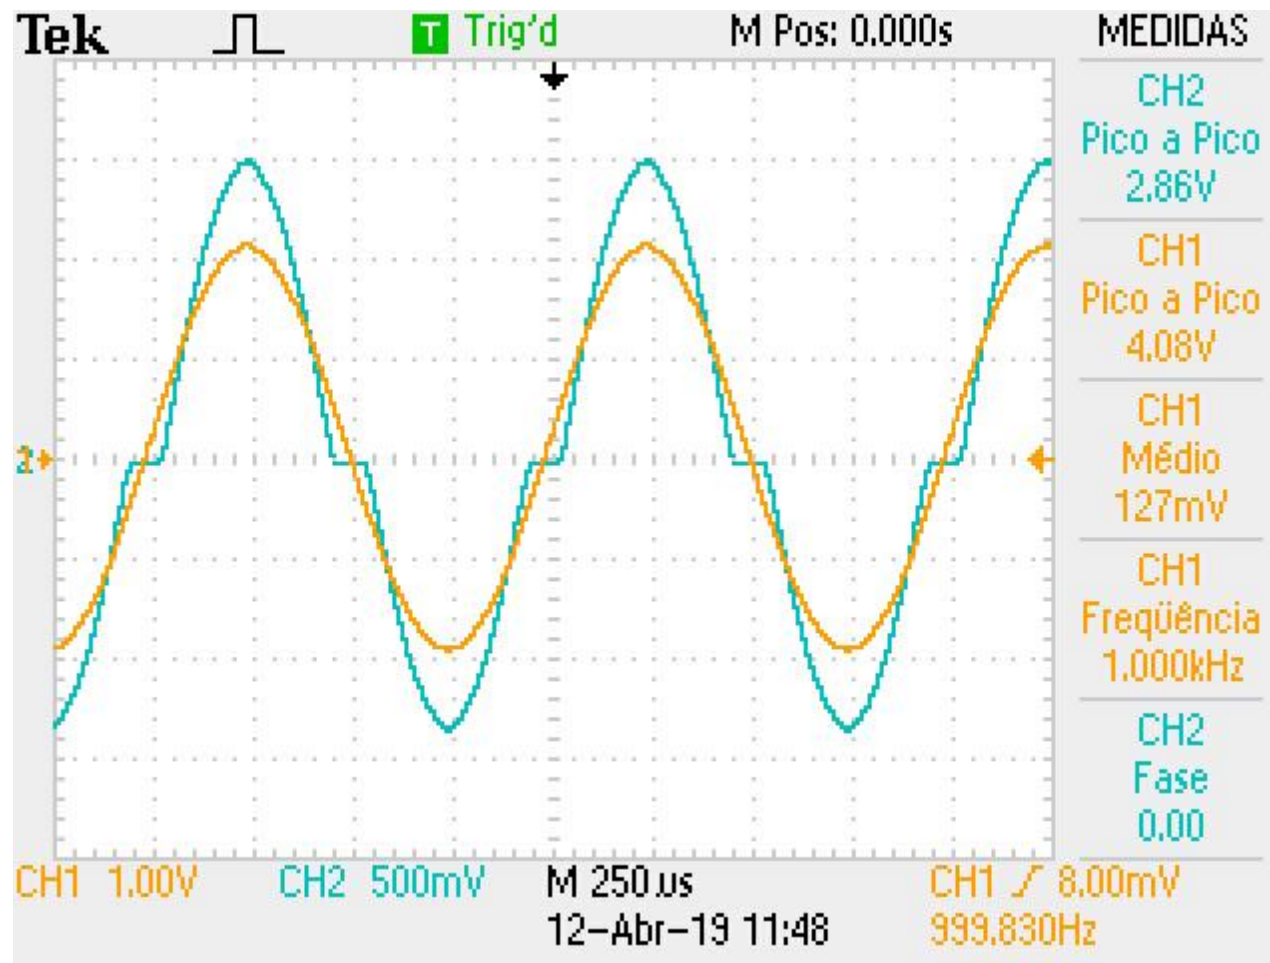 Tek T Trig'd M Pos: 0.000s MEDIDAS
CH2
Pico a Pico
2.86V
CH1
Pico a Pico
4.08V
CH1
Médio
127mV
CH1
Freqüência
1.000kHz
CH2
Fase
0.00
2
CH1 1.00V CH2 500mV M 250us CH1 8.00mV
12-Abr-19 11:48 999.830Hz